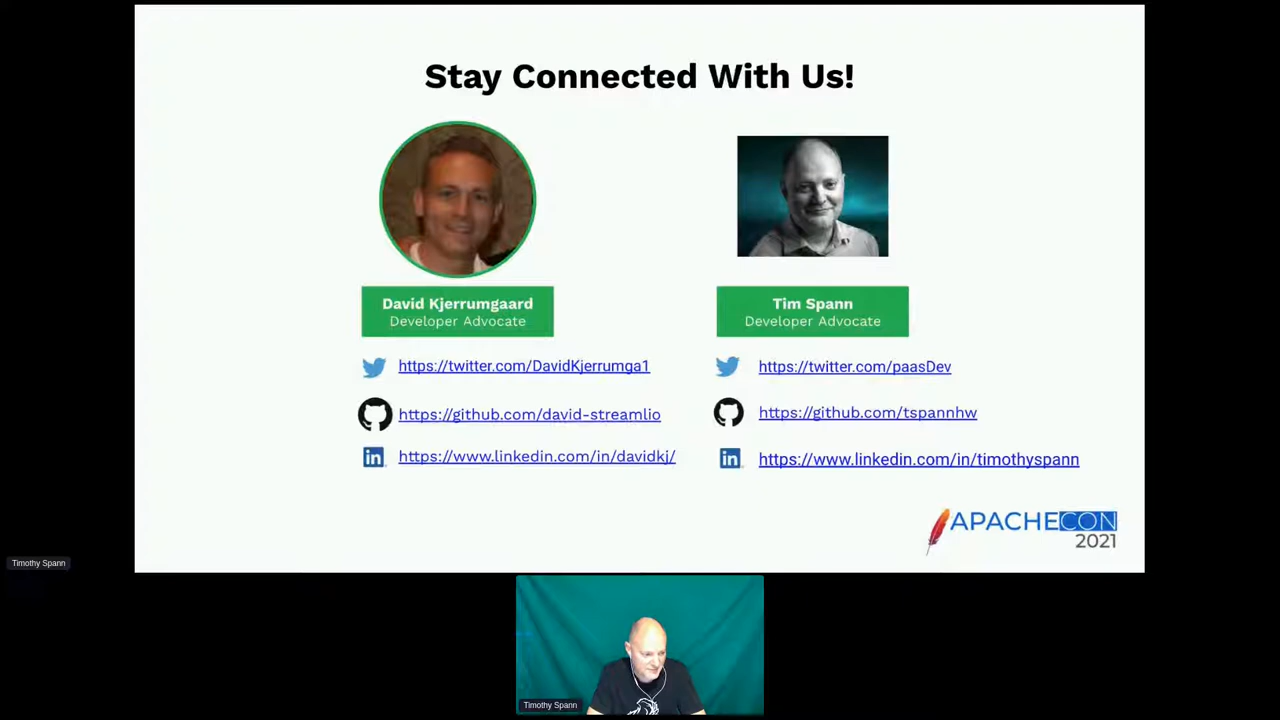 Stay Connected With Us!
David Kjerrumgaard
Developer Advocate
https://twitter.com/DavidKjerrumga1
https://github.com/david-streamlio
in
https://www.linkedin.com/in/davidkj/
Tim Spann
Developer Advocate
https://twitter.com/paasDev
https://github.com/tspannhw
in
https://www.linkedin.com/in/timothyspann
APACHECON
2021
Timothy Spann
Timothy Spann